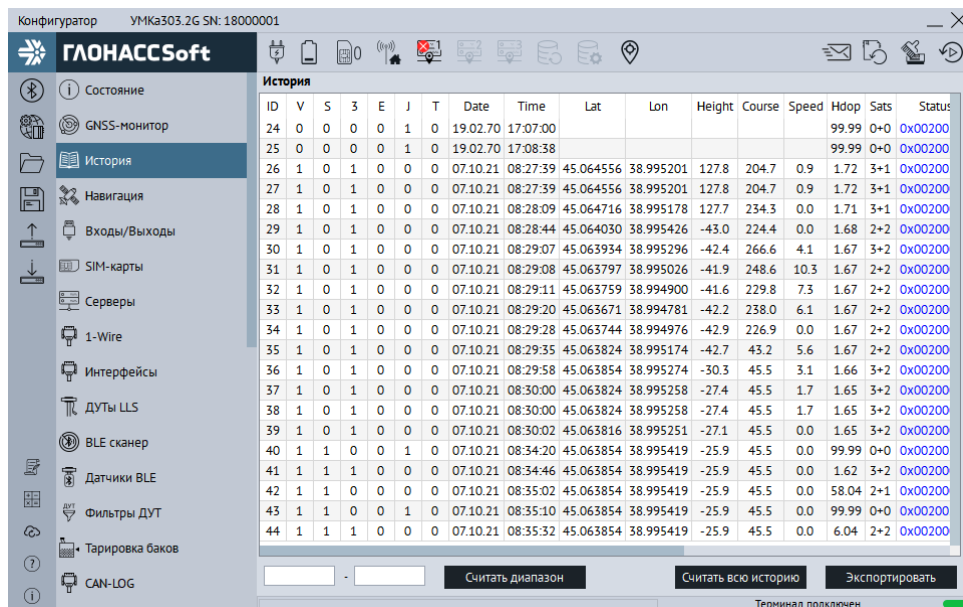 Конфигуратор УМКа303.2G SN: 18000001
ГЛОНАССSoft
0
1
2
История
Состояние
GNSS-монитор
История
Навигация
Входы/Выходы
SIM-карты
Серверы
1-Wire
Интерфейсы
ДУТы LLS
BLE сканер
Датчики BLE
Фильтры ДУТ
Тарировка баков
CAN-LOG
ID V S 3 E J T Date Time Lat Lon Height Course Speed Hdop Sats Status
24 0 0 0 0 1 0 19.02.70 17:07:00 99.99 0+0 0x00200
25 0 0 0 0 1 0 19.02.70 17:08:38 99.99 0+0 0x00200
26 1 0 1 0 0 0 07.10.21 08:27:39 45.064556 38.995201 127.8 204.7 0.9 1.72 3+1 0x00200
27 1 0 1 0 0 0 07.10.21 08:27:39 45.064556 38.995201 127.8 204.7 0.9 1.72 3+1 0x00200
28 1 0 1 0 0 0 07.10.21 08:28:09 45.064716 38.995178 127.7 234.3 0.0 1.71 3+1 0x00200
29 1 0 1 0 0 0 07.10.21 08:28:44 45.064030 38.995426 -43.0 224.4 0.0 1.68 2+2 0x00200
30 1 0 1 0 0 0 07.10.21 08:29:07 45.063934 38.995296 -42.4 266.6 4.1 1.67 3+2 0x00200
31 1 0 1 0 0 0 07.10.21 08:29:08 45.063797 38.995026 -41.9 248.6 10.3 1.67 2+2 0x00200
32 1 0 1 0 0 0 07.10.21 08:29:11 45.063759 38.994900 -41.6 229.8 7.3 1.67 2+2 0x00200
33 1 0 1 0 0 0 07.10.21 08:29:20 45.063671 38.994781 -42.2 238.0 6.1 1.67 2+2 0x00200
34 1 0 1 0 0 0 07.10.21 08:29:28 45.063744 38.994976 -42.9 226.9 0.0 1.67 2+2 0x00200
35 1 0 1 0 0 0 07.10.21 08:29:35 45.063824 38.995174 -42.7 43.2 5.6 1.67 2+2 0x00200
36 1 0 1 0 0 0 07.10.21 08:29:58 45.063854 38.995274 -30.3 45.5 3.1 1.66 3+2 0x00200
37 1 0 1 0 0 0 07.10.21 08:30:00 45.063824 38.995258 -27.4 45.5 1.7 1.65 3+2 0x00200
38 1 0 1 0 0 0 07.10.21 08:30:00 45.063824 38.995258 -27.4 45.5 1.7 1.65 3+2 0x00200
39 1 0 1 0 0 0 07.10.21 08:30:02 45.063816 38.995251 -27.1 45.5 0.0 1.65 3+2 0x00200
40 1 1 0 0 1 0 07.10.21 08:34:20 45.063854 38.995419 -25.9 45.5 0.0 99.99 0+0 0x00200
41 1 1 1 0 0 0 07.10.21 08:34:46 45.063854 38.995419 -25.9 45.5 0.0 1.62 3+2 0x00200
42 1 1 0 0 0 0 07.10.21 08:35:02 45.063854 38.995419 -25.9 45.5 0.0 58.04 2+1 0x00200
43 1 1 0 0 1 0 07.10.21 08:35:10 45.063854 38.995419 -25.9 45.5 0.0 99.99 0+0 0x00200
44 1 1 1 0 0 0 07.10.21 08:35:32 45.063854 38.995419 -25.9 45.5 0.0 6.04 2+2 0x00200
- Считать диапазон Считать всю историю Экспортировать
Терминал подключен